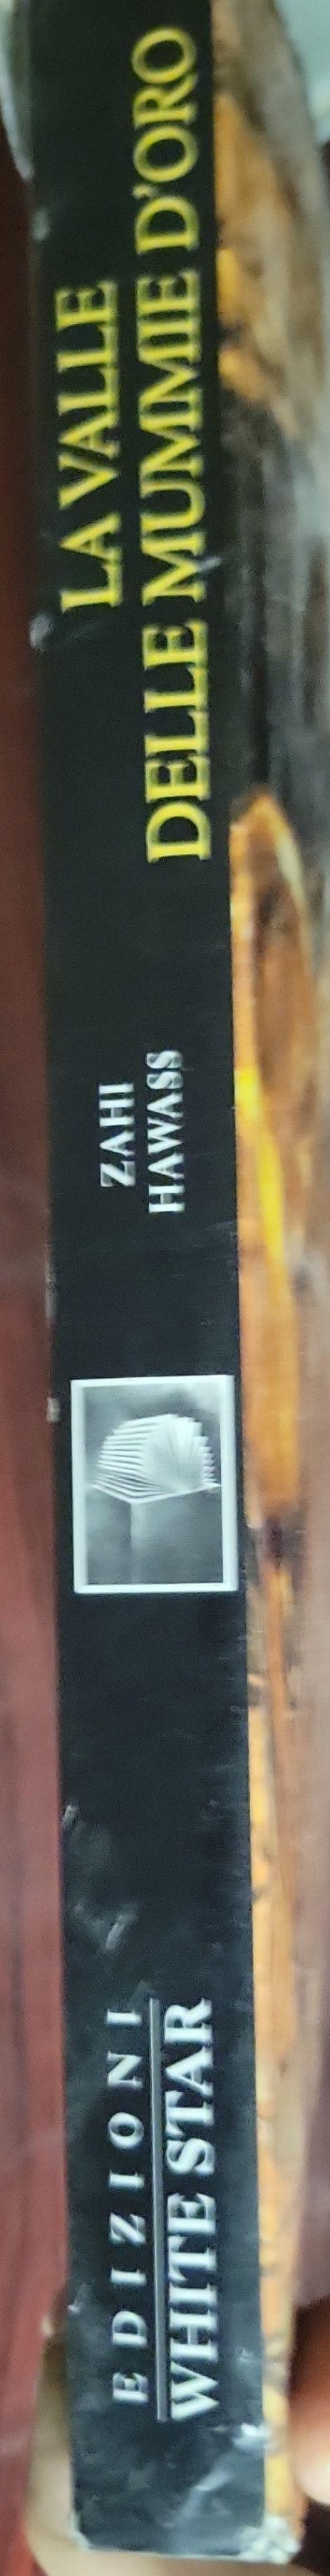 LA VALLE
DELLE MUMMIE D'ORO
ZAHI
HAWASS
EDIZIONI
WHITE STAR